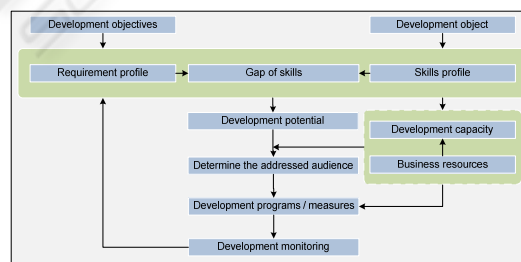 Development objectives
Development object
Requirement profile
Gap of skills
Skills profile
Development potential
Development capacity
Determine the addressed audience
Business resources
Development programs / measures
Development monitoring